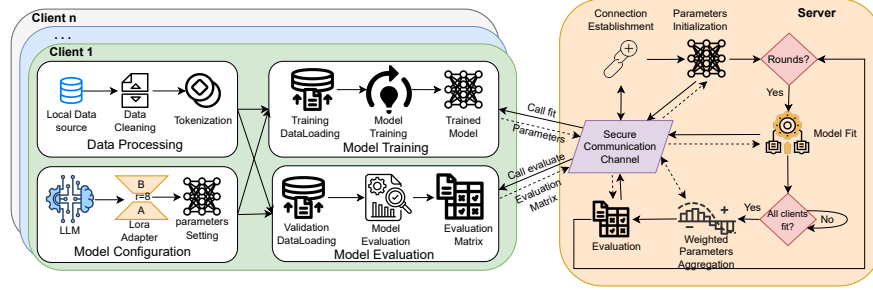 Client n
. . .
Client 1
Local Data
source
Data
Cleaning
Tokenization
Data Processing
Training
DataLoading
Model
Training
Trained
Model
Model Training
LLM
B
r=8
A
Lora
Adapter
parameters
Setting
Model Configuration
Validation
DataLoading
Model
Evaluation
Evaluation
Matrix
Model Evaluation
Call fit
Parameters
Call evaluate
Evaluation
Matrix
Server
Connection
Establishment
Parameters
Initialization
Rounds?
Yes
Model Fit
Secure
Communication
Channel
All clients
fit?
No
Yes
Weighted
Parameters
Aggregation
Evaluation